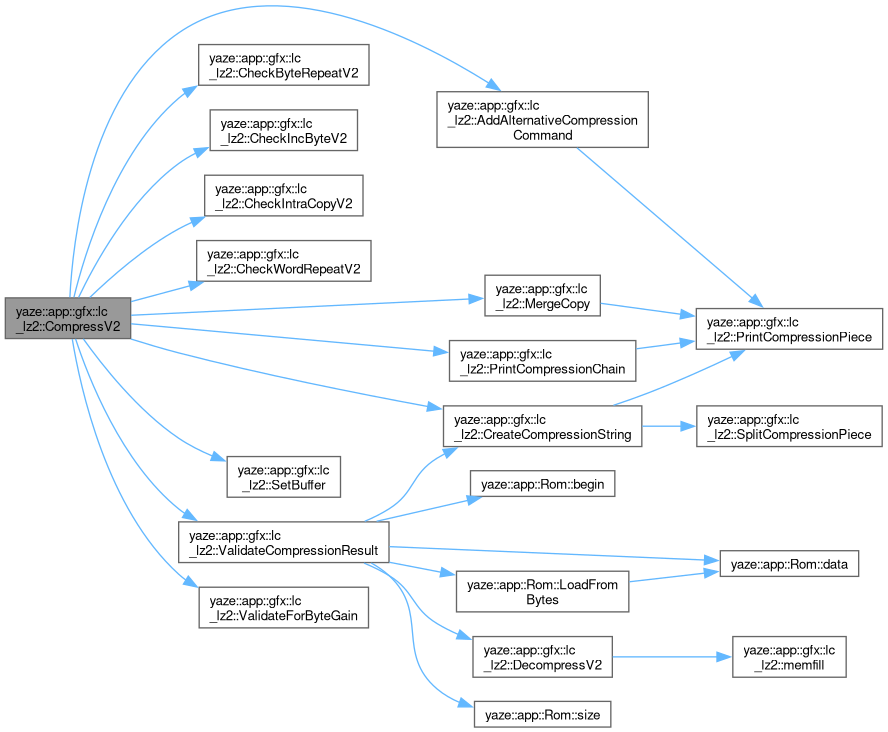 yaze::app::gfx::lc
_lz2::CompressV2
yaze::app::gfx::lc
_lz2::CheckByteRepeatV2
yaze::app::gfx::lc
_lz2::CheckIncByteV2
yaze::app::gfx::lc
_lz2::CheckIntraCopyV2
yaze::app::gfx::lc
_lz2::CheckWordRepeatV2
yaze::app::gfx::lc
_lz2::AddAlternativeCompression
Command
yaze::app::gfx::lc
_lz2::MergeCopy
yaze::app::gfx::lc
_lz2::PrintCompressionChain
yaze::app::gfx::lc
_lz2::PrintCompressionPiece
yaze::app::gfx::lc
_lz2::CreateCompressionString
yaze::app::gfx::lc
_lz2::SplitCompressionPiece
yaze::app::gfx::lc
_lz2::SetBuffer
yaze::app::Rom::begin
yaze::app::gfx::lc
_lz2::ValidateCompressionResult
yaze::app::Rom::data
yaze::app::Rom::LoadFrom
Bytes
yaze::app::gfx::lc
_lz2::ValidateForByteGain
yaze::app::gfx::lc
_lz2::DecompressV2
yaze::app::gfx::lc
_lz2::memfill
yaze::app::Rom::size